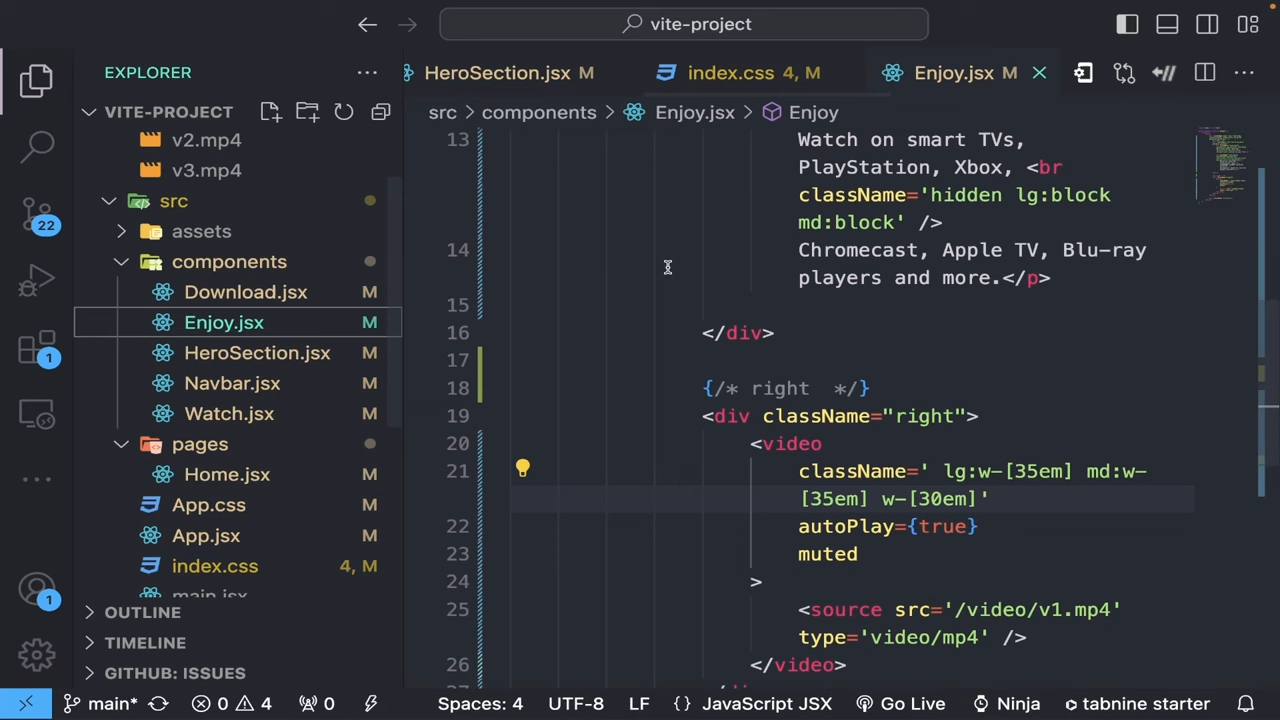 vite-project
EXPLORER
VITE-PROJECT
v2.mp4
v3.mp4
src
assets
components
Download.jsx M
Enjoy.jsx M
HeroSection.jsx M
Navbar.jsx M
Watch.jsx M
pages
Home.jsx M
App.css
App.jsx
index.css 4, M
main.jsx
OUTLINE
TIMELINE
GITHUB: ISSUES
22
1
1
HeroSection.jsx M
index.css 4, M
Enjoy.jsx M
src > components > Enjoy.jsx > Enjoy
13 Watch on smart TVs,
PlayStation, Xbox, <br
className='hidden lg:block
md:block' />
14 Chromecast, Apple TV, Blu-ray
players and more.</p>
15
16 </div>
17
18 {/* right  */}
19 <div className="right">
20 <video
21 className=' lg:w-[35em] md:w-
[35em] w-[30em]'
22 autoPlay={true}
23 muted
24 >
25 <source src='/video/v1.mp4'
type='video/mp4' />
26 </video>
main* 0 4 0 Spaces: 4 UTF-8 LF {} JavaScript JSX Go Live Ninja tabnine starter